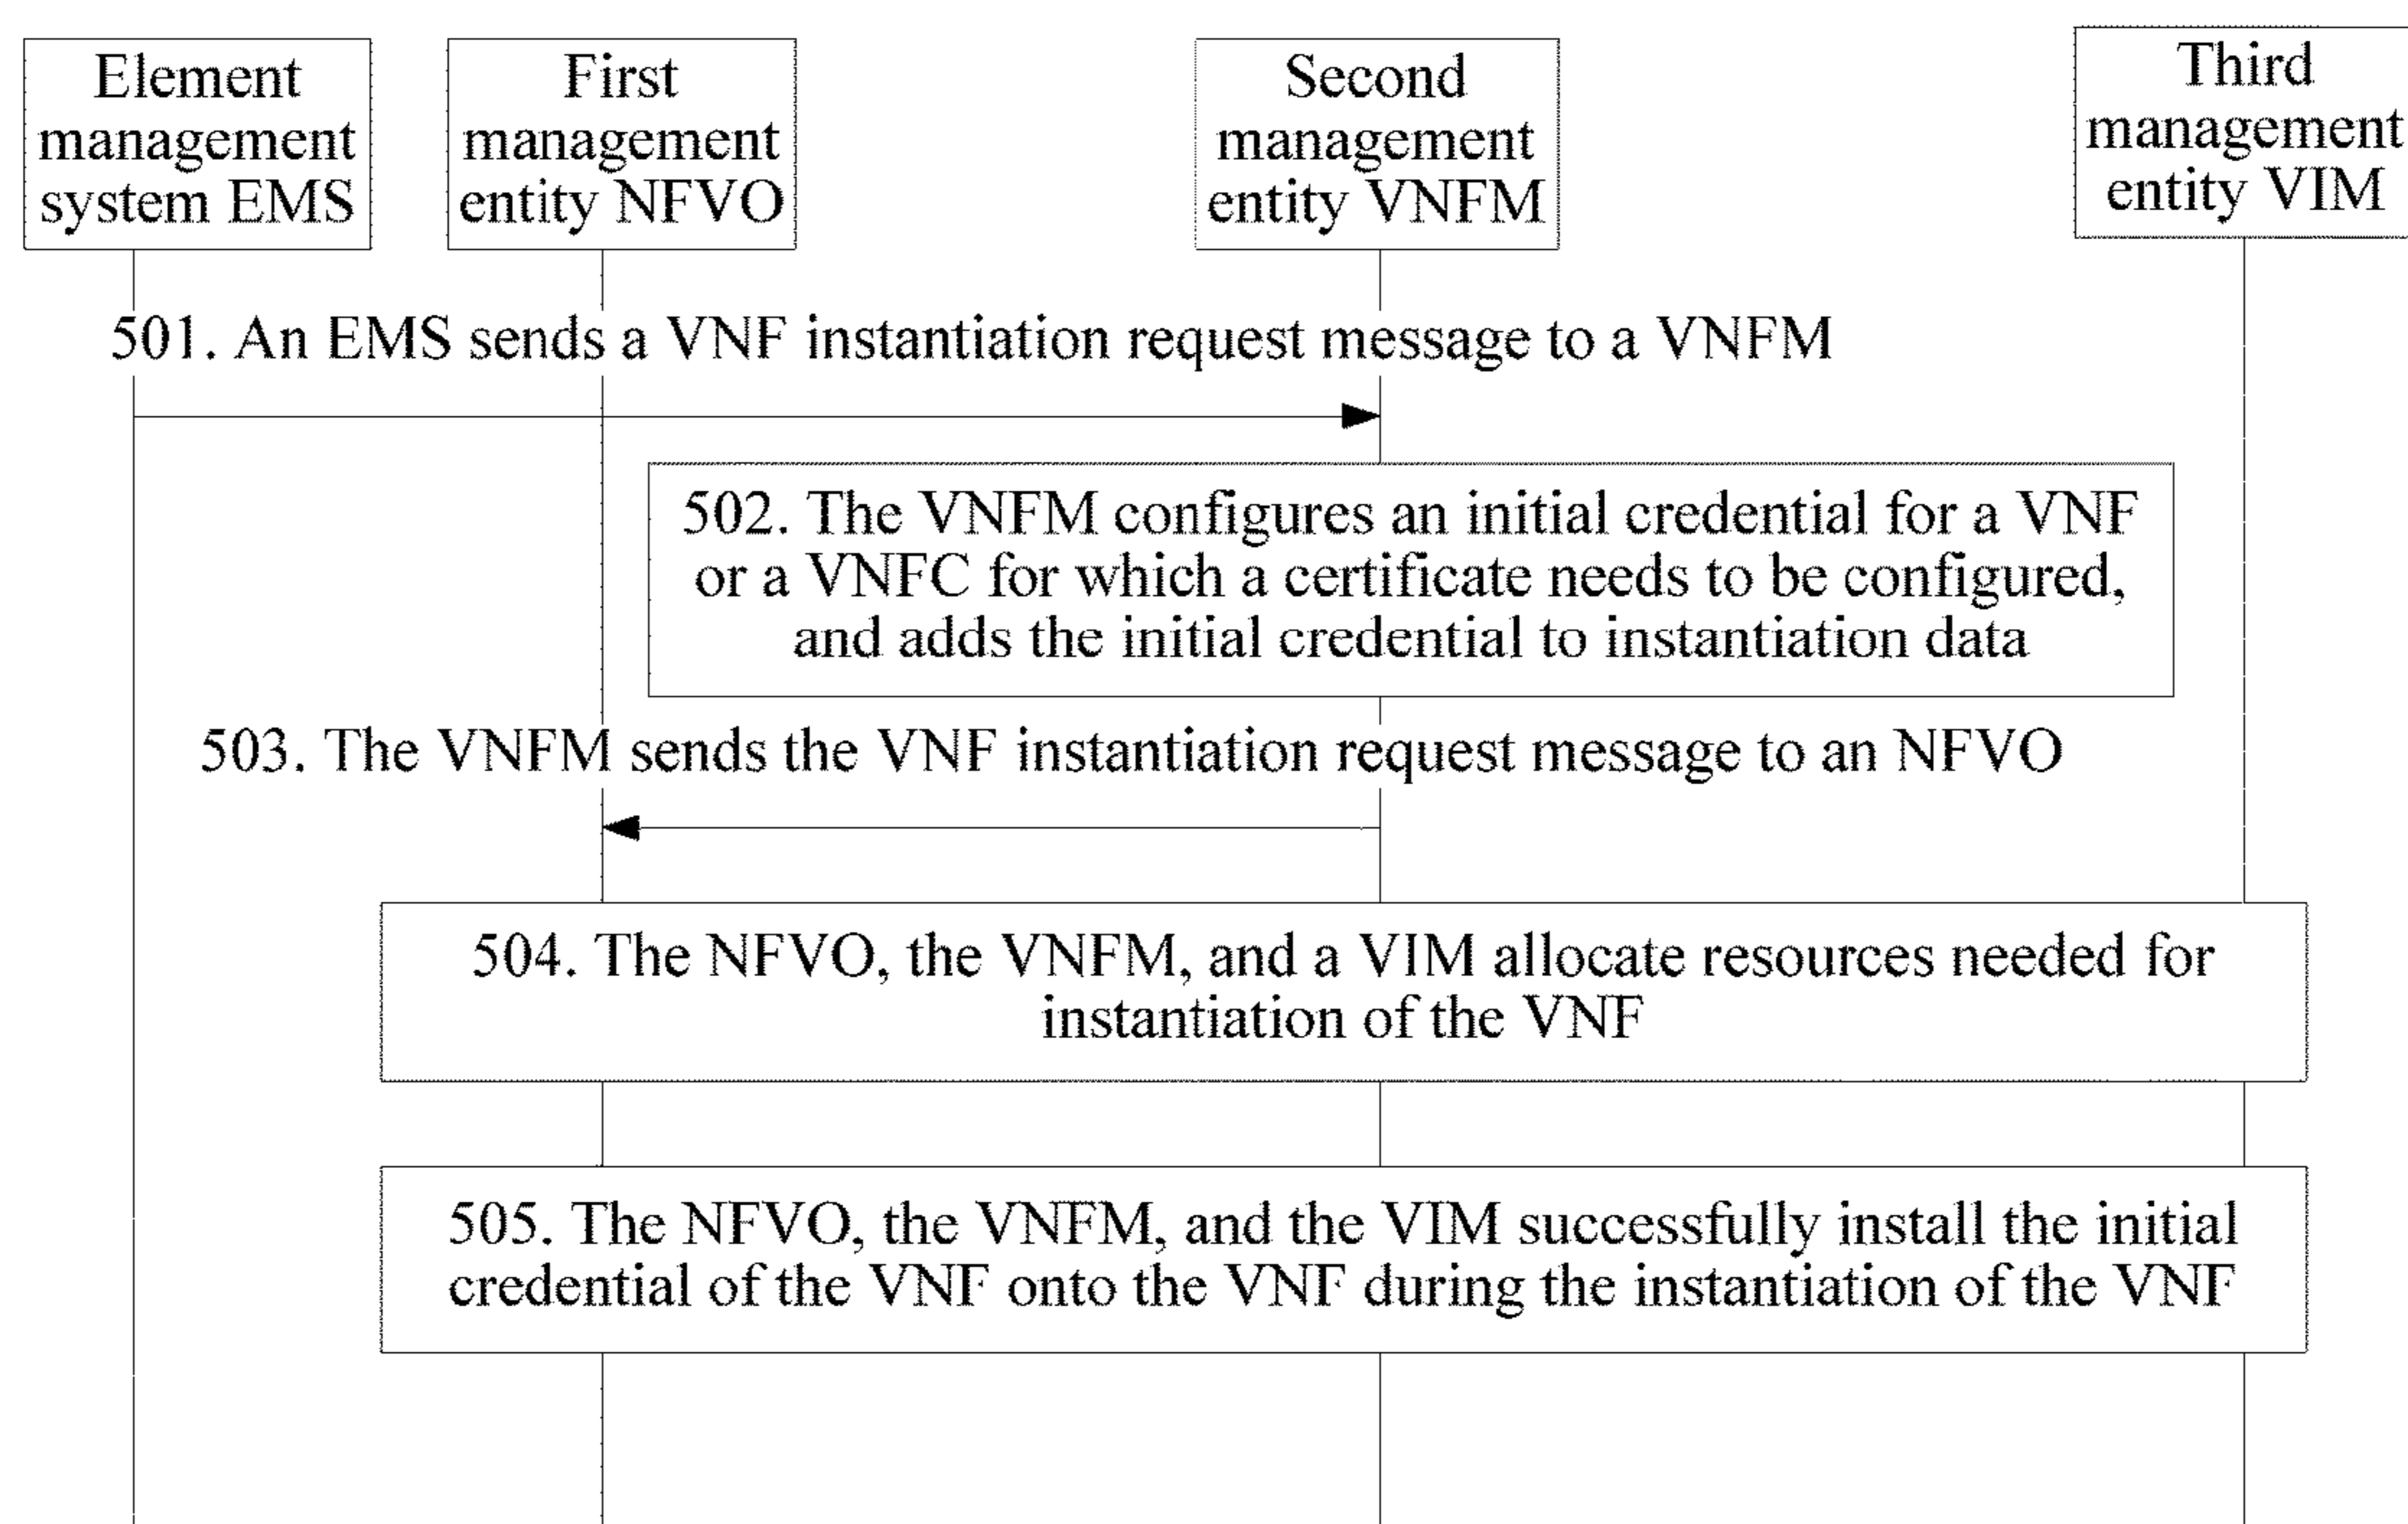 Element
management
system EMS
First
management
entity NFVO
Second
management
entity VNFM
Third
management
entity VIM
501. An EMS sends a VNF instantiation request message to a VNFM
502. The VNFM configures an initial credential for a VNF
or a VNFC for which a certificate needs to be configured,
and adds the initial credential to instantiation data
503. The VNFM sends the VNF instantiation request message to an NFVO
504. The NFVO, the VNFM, and a VIM allocate resources needed for
instantiation of the VNF
505. The NFVO, the VNFM, and the VIM successfully install the initial
credential of the VNF onto the VNF during the instantiation of the VNF